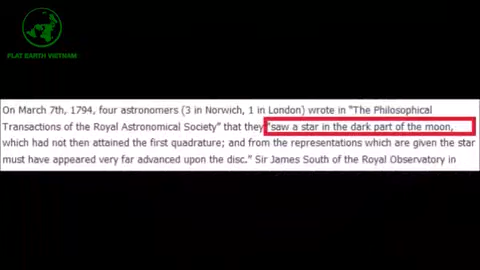 FLAT EARTH VIETNAM
On March 7th, 1794, four astronomers (3 in Norwich, 1 in London) wrote in “The Philosophical
Transactions of the Royal Astronomical Society” that they “saw a star in the dark part of the moon,
which had not then attained the first quadrature; and from the representations which are given the star
must have appeared very far advanced upon the disc.” Sir James South of the Royal Observatory in